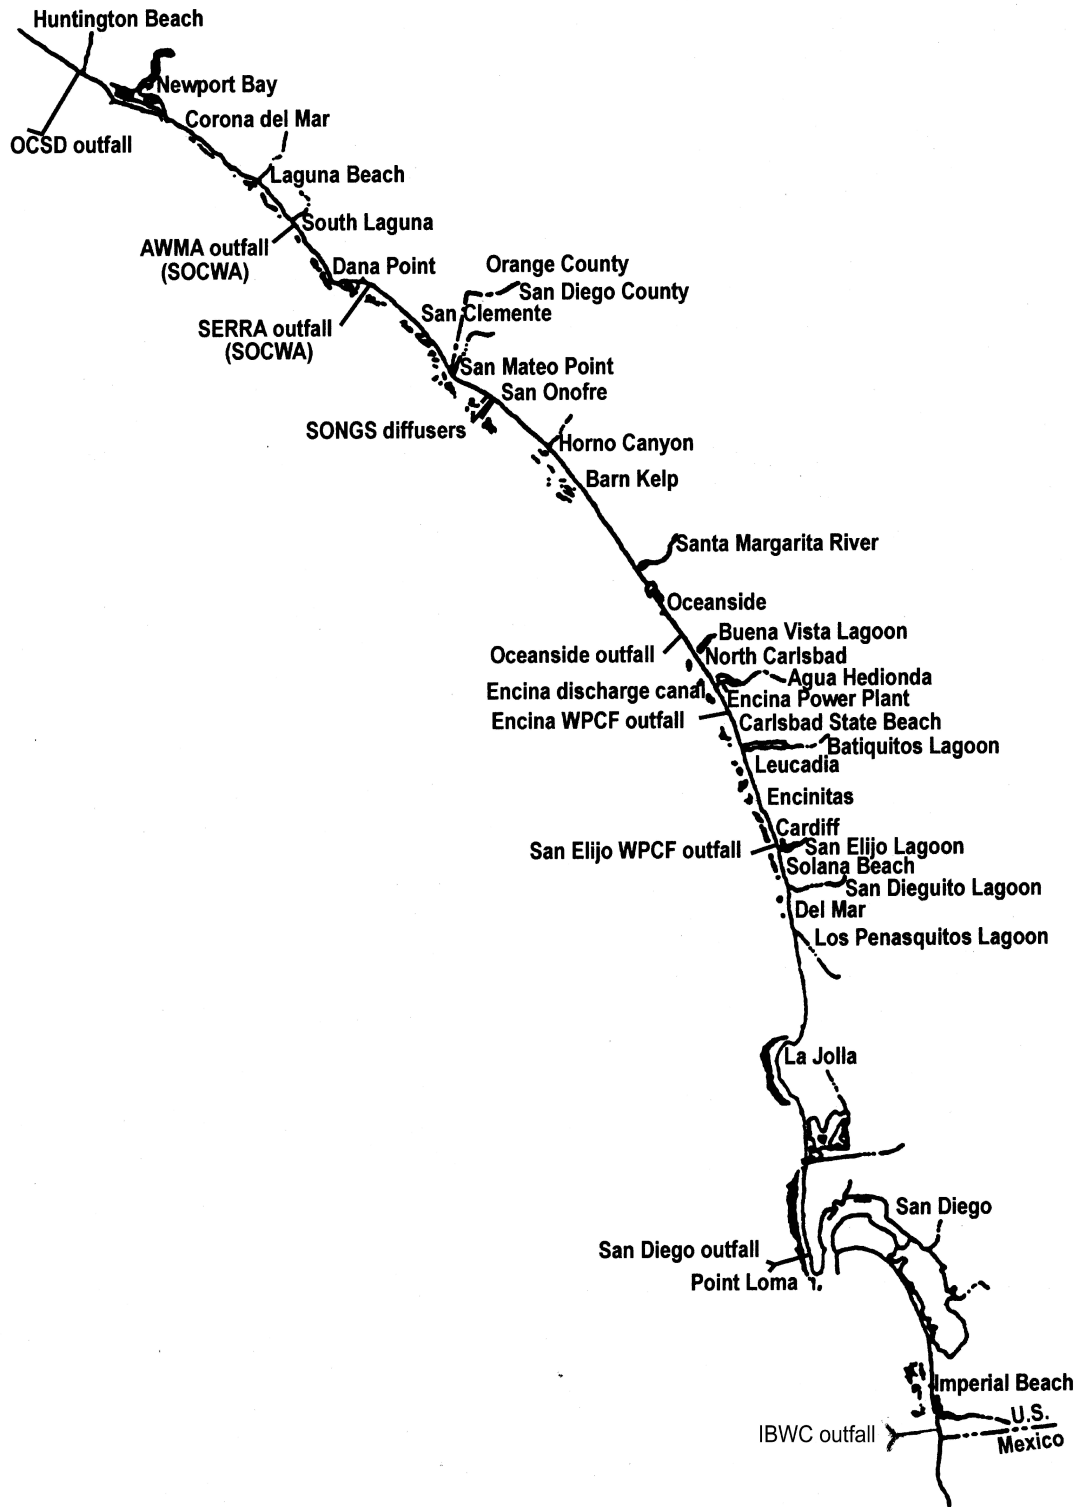 Huntington Beach
Newport Bay
Corona del Mar
OCSD outfall
Laguna Beach
South Laguna
AWMA outfall
(SOCWA)
Dana Point
Orange County
San Diego County
San Clemente
SERRA outfall
(SOCWA)
San Mateo Point
San Onofre
SONGS diffusers
Horno Canyon
Barn Kelp
Santa Margarita River
Oceanside
Buena Vista Lagoon
Oceanside outfall
North Carlsbad
Agua Hedionda
Encina discharge canal
Encina Power Plant
Encina WPCF outfall
Carlsbad State Beach
Batiquitos Lagoon
Leucadia
Encinitas
Cardiff
San Elijo WPCF outfall
San Elijo Lagoon
Solana Beach
San Dieguito Lagoon
Del Mar
Los Penasquitos Lagoon
La Jolla
San Diego
San Diego outfall
Point Loma
Imperial Beach
U.S.
IBWC outfall
Mexico